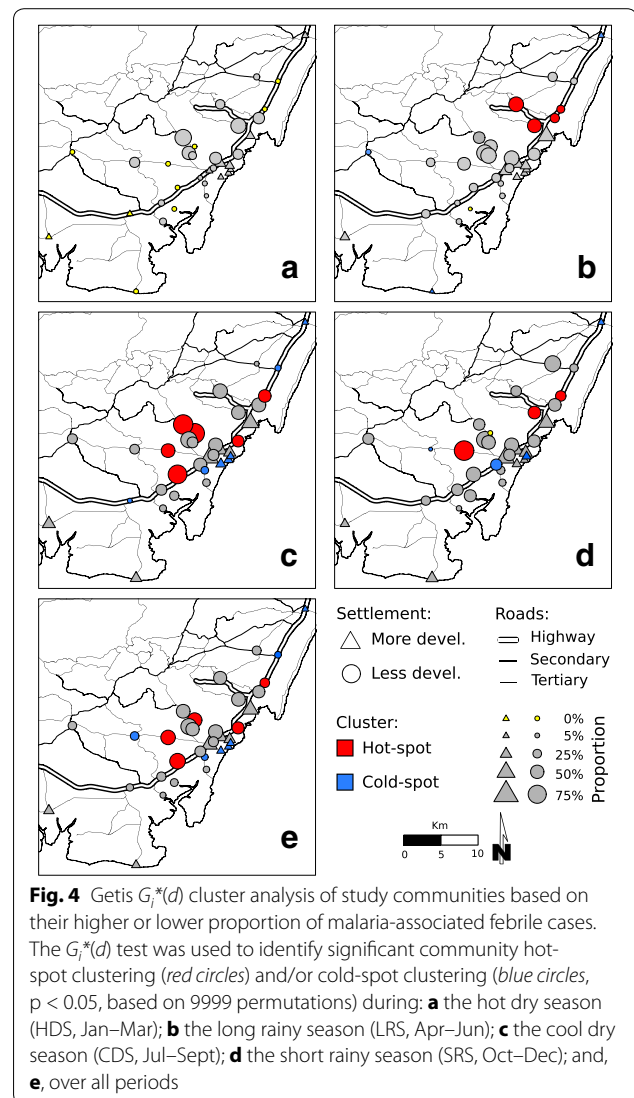 a
b
c
d
e
Settlement:
More devel.
Less devel.
Cluster:
Hot-spot
Cold-spot
Roads:
Highway
Secondary
Tertiary
0%
5%
25%
50%
75%
Proportion
Km
0 5 10
N
Fig. 4 Getis Gi*(d) cluster analysis of study communities based on
their higher or lower proportion of malaria-associated febrile cases.
The Gi*(d) test was used to identify significant community hot-
spot clustering (red circles) and/or cold-spot clustering (blue circles,
p < 0.05, based on 9999 permutations) during: a the hot dry season
(HDS, Jan–Mar); b the long rainy season (LRS, Apr–Jun); c the cool dry
season (CDS, Jul–Sept); d the short rainy season (SRS, Oct–Dec); and,
e, over all periods